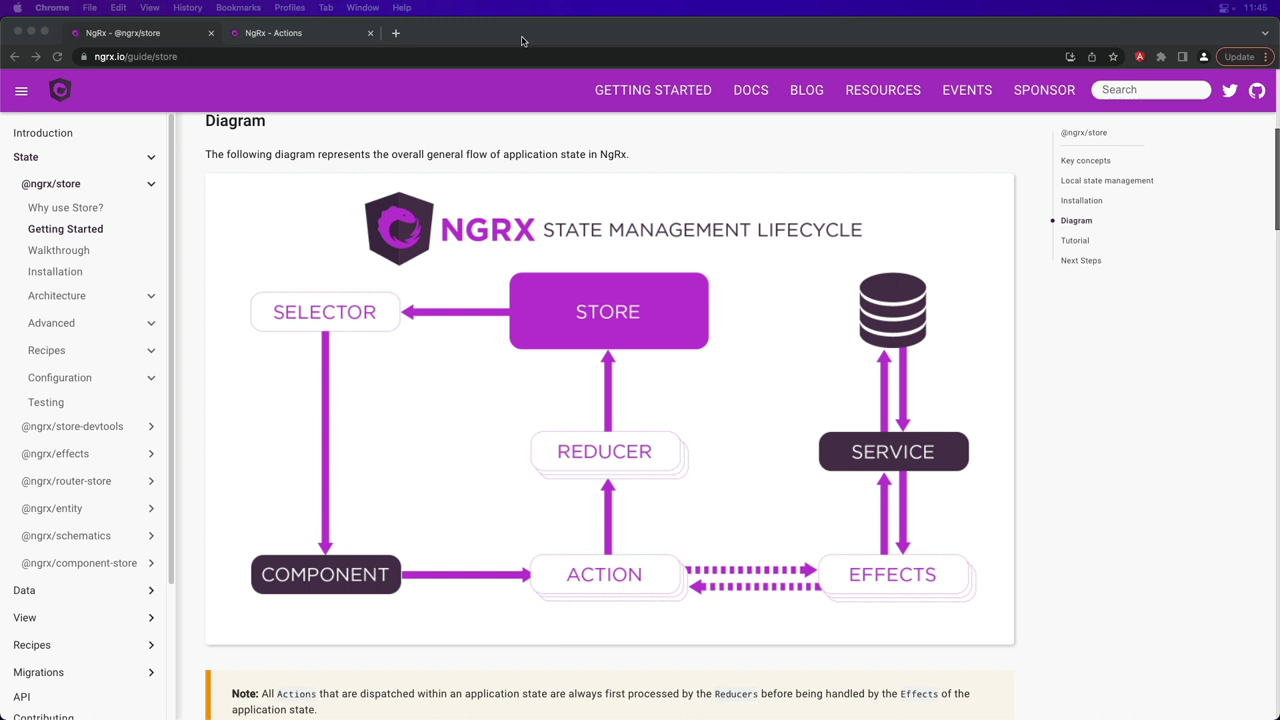 Chrome File Edit View History Bookmarks Profiles Tab Window Help 11:45
NgRx - @ngrx/store NgRx - Actions
ngrx.io/guide/store Update
GETTING STARTED DOCS BLOG RESOURCES EVENTS SPONSOR Search
Introduction
State
@ngrx/store
Why use Store?
Getting Started
Walkthrough
Installation
Architecture
Advanced
Recipes
Configuration
Testing
@ngrx/store-devtools
@ngrx/effects
@ngrx/router-store
@ngrx/entity
@ngrx/schematics
@ngrx/component-store
Data
View
Recipes
Migrations
API
Contributing
Diagram
The following diagram represents the overall general flow of application state in NgRx.
NGRX STATE MANAGEMENT LIFECYCLE
SELECTOR STORE
REDUCER SERVICE
COMPONENT ACTION EFFECTS
Note: All Actions that are dispatched within an application state are always first processed by the Reducers before being handled by the Effects of the
application state.
@ngrx/store
Key concepts
Local state management
Installation
Diagram
Tutorial
Next Steps